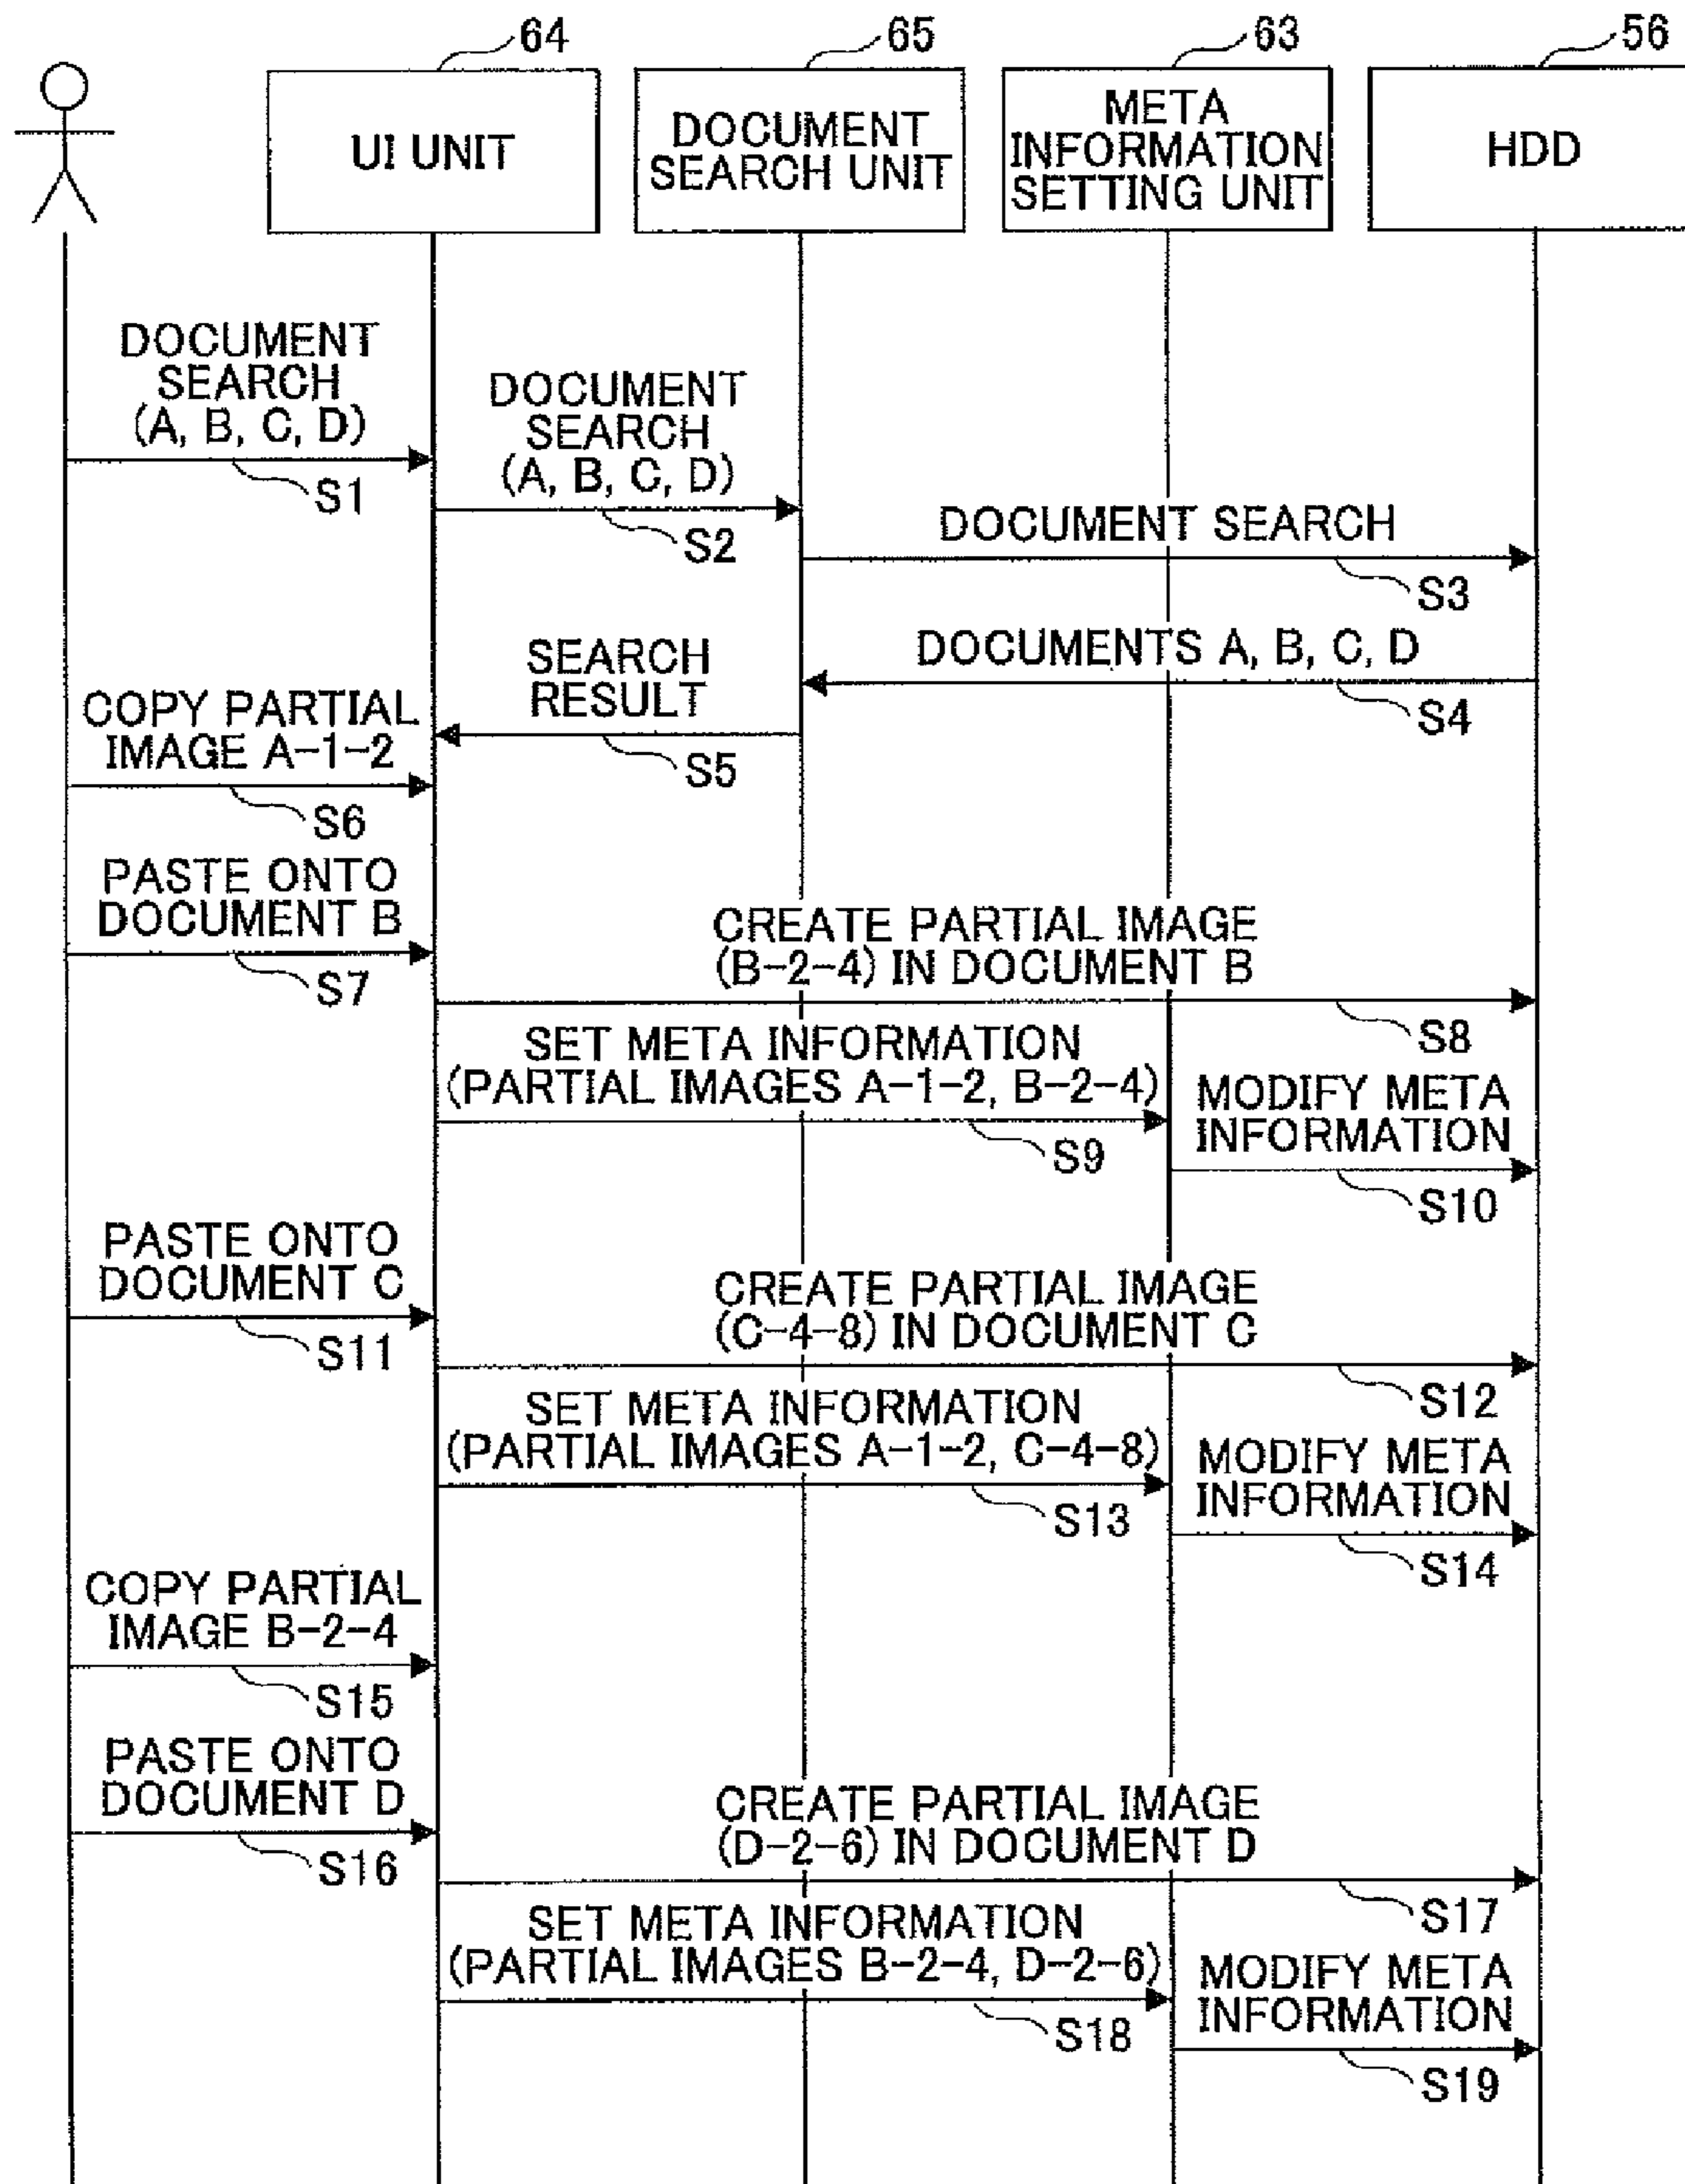 64
65
63
56
UI UNIT
DOCUMENT
SEARCH UNIT
META
INFORMATION
SETTING UNIT
HDD
DOCUMENT
SEARCH
(A, B, C, D)
S1
DOCUMENT
SEARCH
(A, B, C, D)
S2
DOCUMENT SEARCH
S3
DOCUMENTS A, B, C, D
S4
SEARCH
RESULT
S5
COPY PARTIAL
IMAGE A-1-2
S6
PASTE ONTO
DOCUMENT B
S7
CREATE PARTIAL IMAGE
(B-2-4) IN DOCUMENT B
S8
SET META INFORMATION
(PARTIAL IMAGES A-1-2, B-2-4)
S9
MODIFY META
INFORMATION
S10
PASTE ONTO
DOCUMENT C
S11
CREATE PARTIAL IMAGE
(C-4-8) IN DOCUMENT C
S12
SET META INFORMATION
(PARTIAL IMAGES A-1-2, C-4-8)
S13
MODIFY META
INFORMATION
S14
COPY PARTIAL
IMAGE B-2-4
S15
PASTE ONTO
DOCUMENT D
S16
CREATE PARTIAL IMAGE
(D-2-6) IN DOCUMENT D
S17
SET META INFORMATION
(PARTIAL IMAGES B-2-4, D-2-6)
S18
MODIFY META
INFORMATION
S19